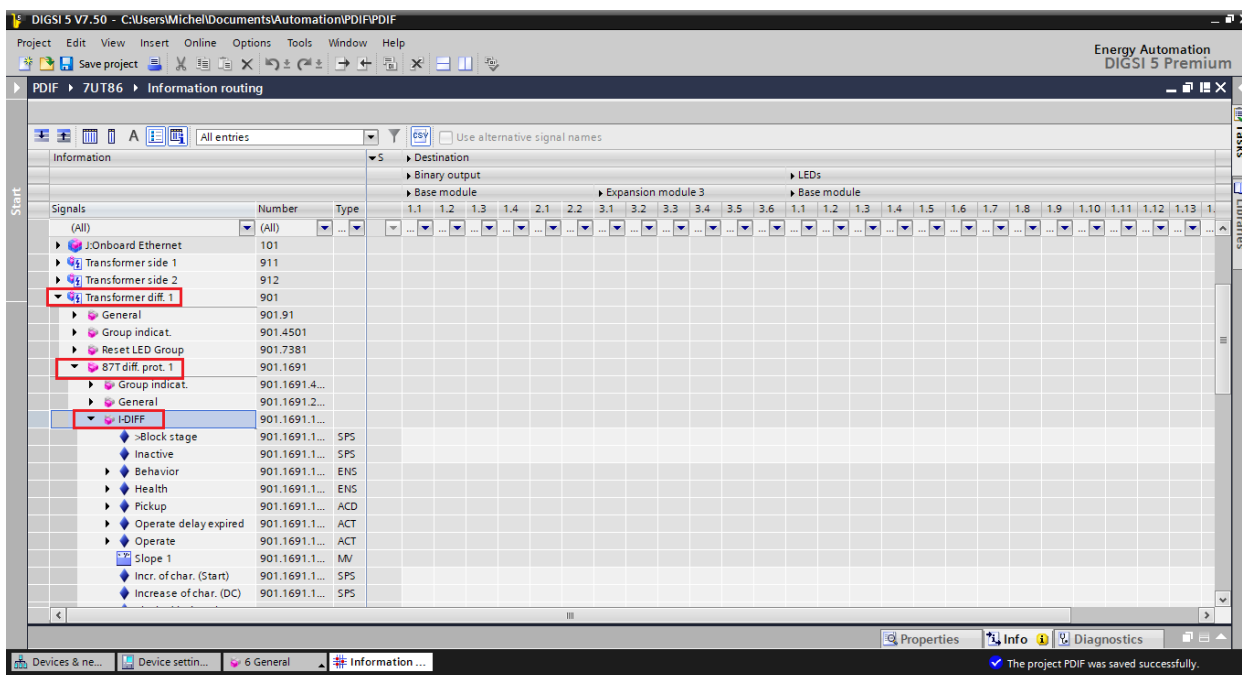 DIGSI 5 V7.50 - C:\Users\Michel\Documents\Automation\PDIF\PDIF
Project Edit View Insert Online Options Tools Window Help
Energy Automation
DIGSI 5 Premium
Save project
PDIF 7UT86 Information routing
A All entries CSV Use alternative signal names
Information S Destination
Binary output LEDs
Base module Expansion module 3 Base module
Signals Number Type 1.1 1.2 1.3 1.4 2.1 2.2 3.1 3.2 3.3 3.4 3.5 3.6 1.1 1.2 1.3 1.4 1.5 1.6 1.7 1.8 1.9 1.10 1.11 1.12 1.13 1.
(All) (All) ... ... ... ... ... ... ... ... ... ... ... ... ... ... ... ... ... ... ... ... ... ... ... ... ... ... ...
J:Onboard Ethernet 101
Transformer side 1 911
Transformer side 2 912
Transformer diff. 1 901
General 901.91
Group indicat. 901.4501
Reset LED Group 901.7381
87T diff. prot. 1 901.1691
Group indicat. 901.1691.4...
General 901.1691.2...
I-DIFF 901.1691.1...
>Block stage 901.1691.1... SPS
Inactive 901.1691.1... SPS
Behavior 901.1691.1... ENS
Health 901.1691.1... ENS
Pickup 901.1691.1... ACD
Operate delay expired 901.1691.1... ACT
Operate 901.1691.1... ACT
Slope 1 901.1691.1... MV
Incr. of char. (Start) 901.1691.1... SPS
Increase of char. (DC) 901.1691.1... SPS
Start
Tasks
Libraries
Properties Info Diagnostics
Devices & ne... Device settin... 6 General Information ... The project PDIF was saved successfully.